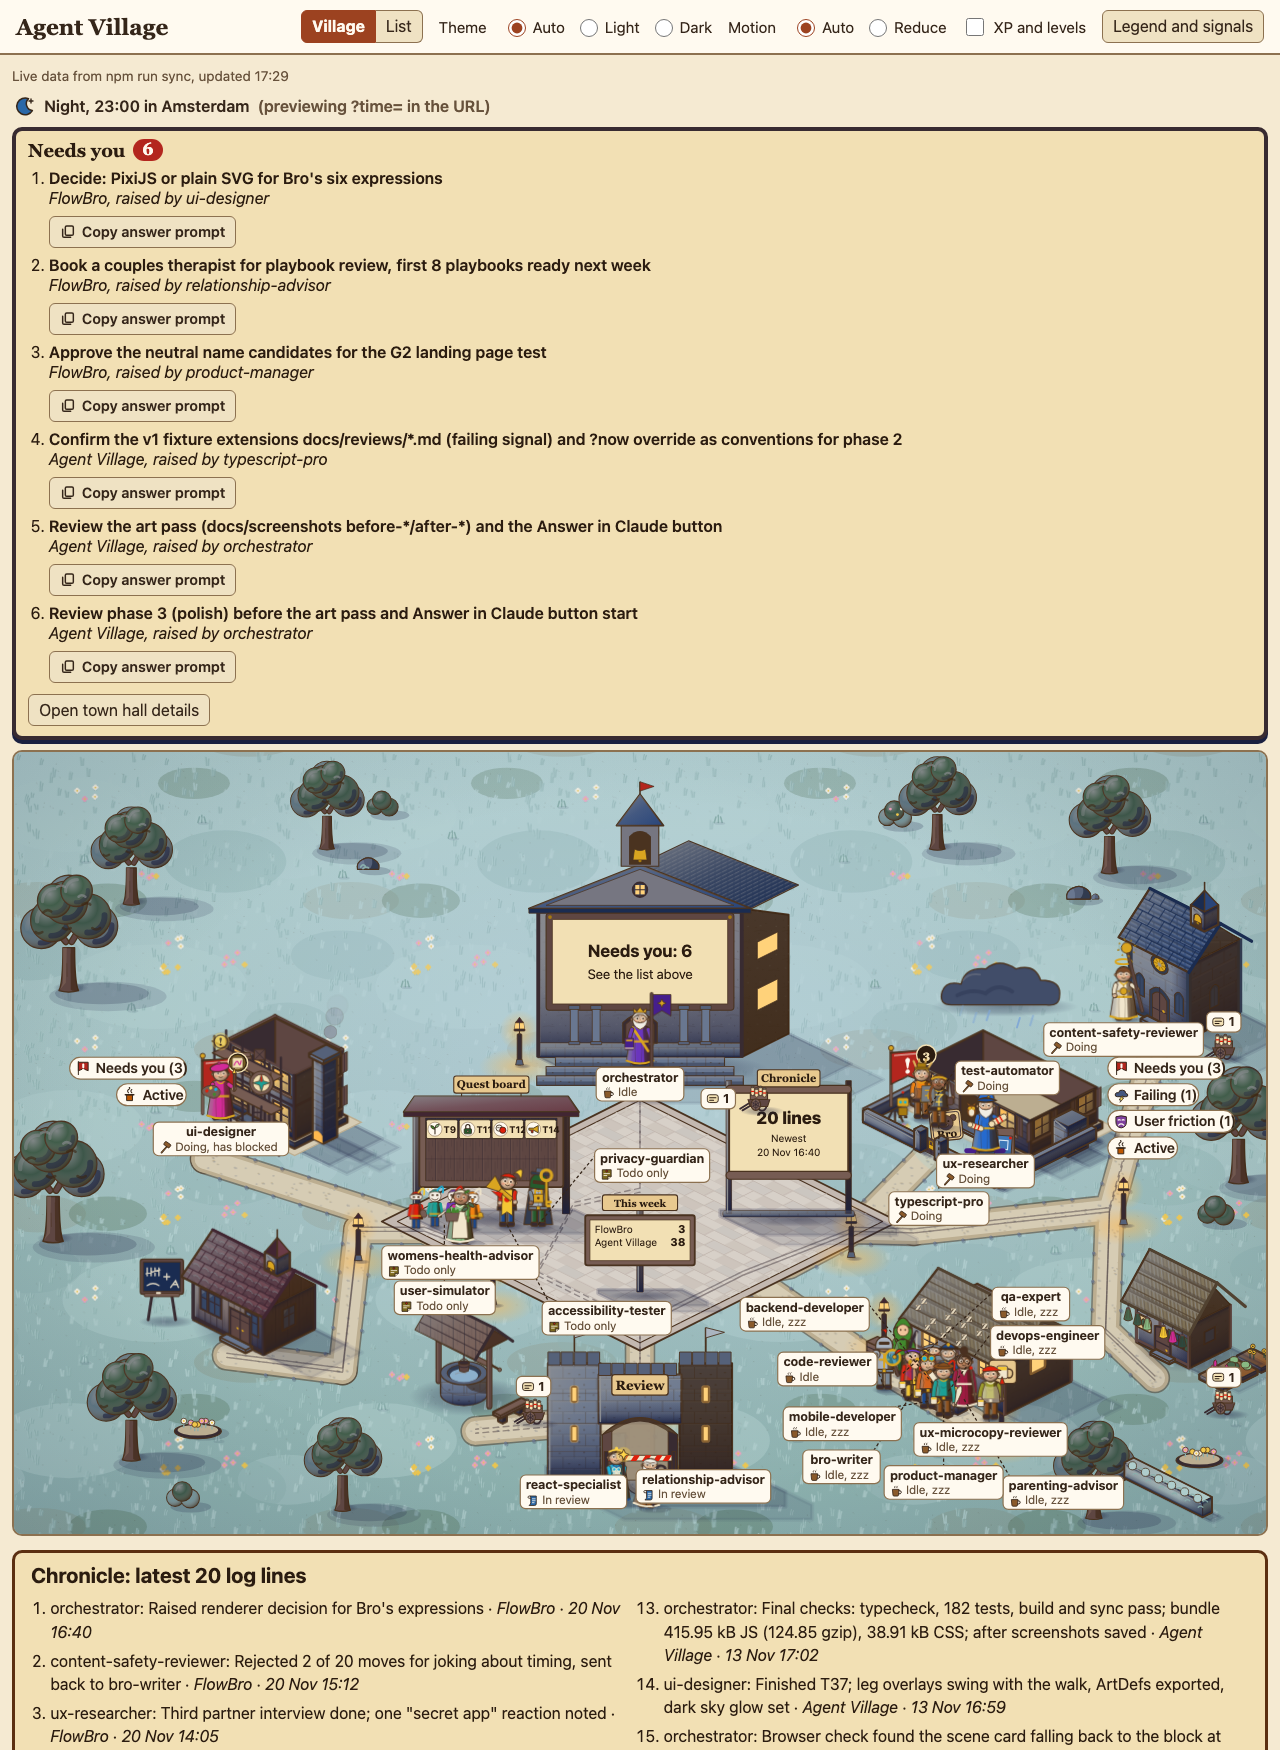 Agent Village
Village List Theme Auto Light Dark Motion Auto Reduce XP and levels Legend and signals
Live data from npm run sync, updated 17:29
Night, 23:00 in Amsterdam (previewing ?time= in the URL)
Needs you 6
1. Decide: PixiJS or plain SVG for Bro's six expressions
FlowBro, raised by ui-designer
Copy answer prompt
2. Book a couples therapist for playbook review, first 8 playbooks ready next week
FlowBro, raised by relationship-advisor
Copy answer prompt
3. Approve the neutral name candidates for the G2 landing page test
FlowBro, raised by product-manager
Copy answer prompt
4. Confirm the v1 fixture extensions docs/reviews/*.md (failing signal) and ?now override as conventions for phase 2
Agent Village, raised by typescript-pro
Copy answer prompt
5. Review the art pass (docs/screenshots before-*/after-*) and the Answer in Claude button
Agent Village, raised by orchestrator
Copy answer prompt
6. Review phase 3 (polish) before the art pass and Answer in Claude button start
Agent Village, raised by orchestrator
Copy answer prompt
Open town hall details
Needs you: 6
See the list above
content-safety-reviewer
Doing
1
Needs you (3)
Active
ui-designer
Doing, has blocked
Quest board
T9 T11 T12 T14
orchestrator
Idle
1
Chronicle
20 lines
Newest
20 Nov 16:40
3
test-automator
Doing
Bro
Needs you (3)
Failing (1)
User friction (1)
Active
ux-researcher
Doing
typescript-pro
Doing
privacy-guardian
Todo only
This week
FlowBro 3
Agent Village 38
womens-health-advisor
Todo only
user-simulator
Todo only
accessibility-tester
Todo only
backend-developer
Idle, zzz
qa-expert
Idle, zzz
devops-engineer
Idle, zzz
code-reviewer
Idle
1
Review
1
mobile-developer
Idle, zzz
ux-microcopy-reviewer
Idle, zzz
bro-writer
Idle, zzz
product-manager
Idle, zzz
parenting-advisor
Idle, zzz
react-specialist
In review
relationship-advisor
In review
Chronicle: latest 20 log lines
1. orchestrator: Raised renderer decision for Bro's expressions · FlowBro · 20 Nov
16:40
2. content-safety-reviewer: Rejected 2 of 20 moves for joking about timing, sent
back to bro-writer · FlowBro · 20 Nov 15:12
3. ux-researcher: Third partner interview done; one "secret app" reaction noted ·
FlowBro · 20 Nov 14:05
13. orchestrator: Final checks: typecheck, 182 tests, build and sync pass; bundle
415.95 kB JS (124.85 gzip), 38.91 kB CSS; after screenshots saved · Agent
Village · 13 Nov 17:02
14. ui-designer: Finished T37; leg overlays swing with the walk, ArtDefs exported,
dark sky glow set · Agent Village · 13 Nov 16:59
15. orchestrator: Browser check found the scene card falling back to the block at